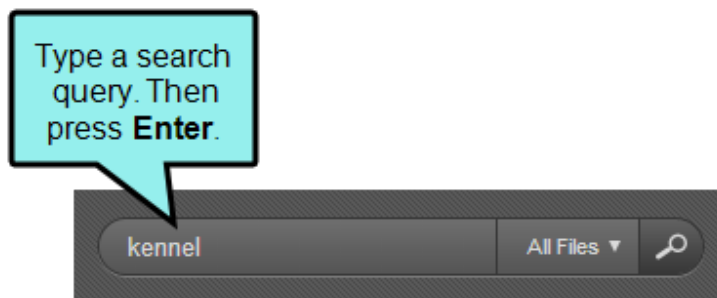 Type a search
query. Then
press Enter.
kennel
All Files ▼